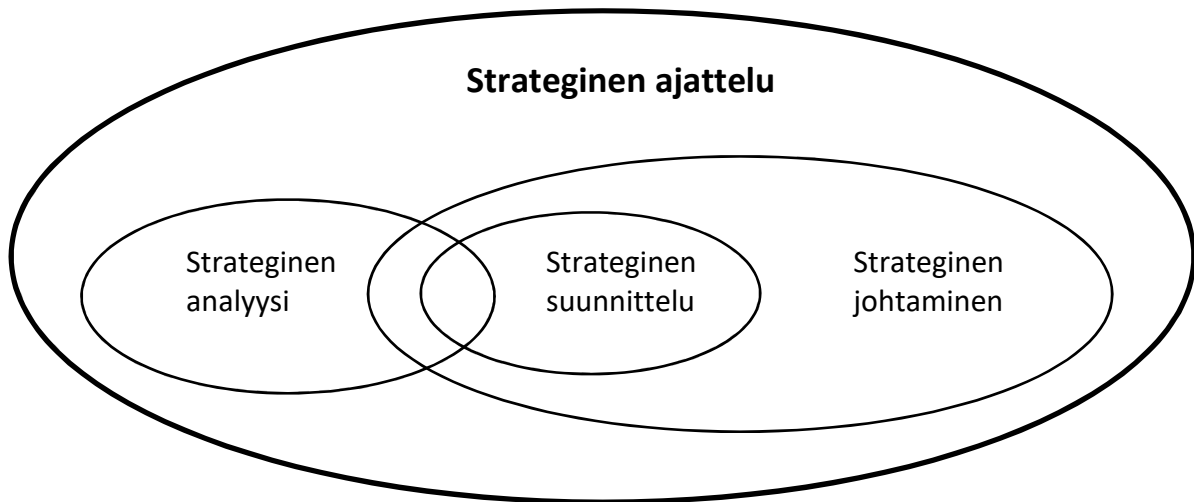 Strateginen ajattelu
Strateginen
analyysi
Strateginen
suunnittelu
Strateginen
johtaminen